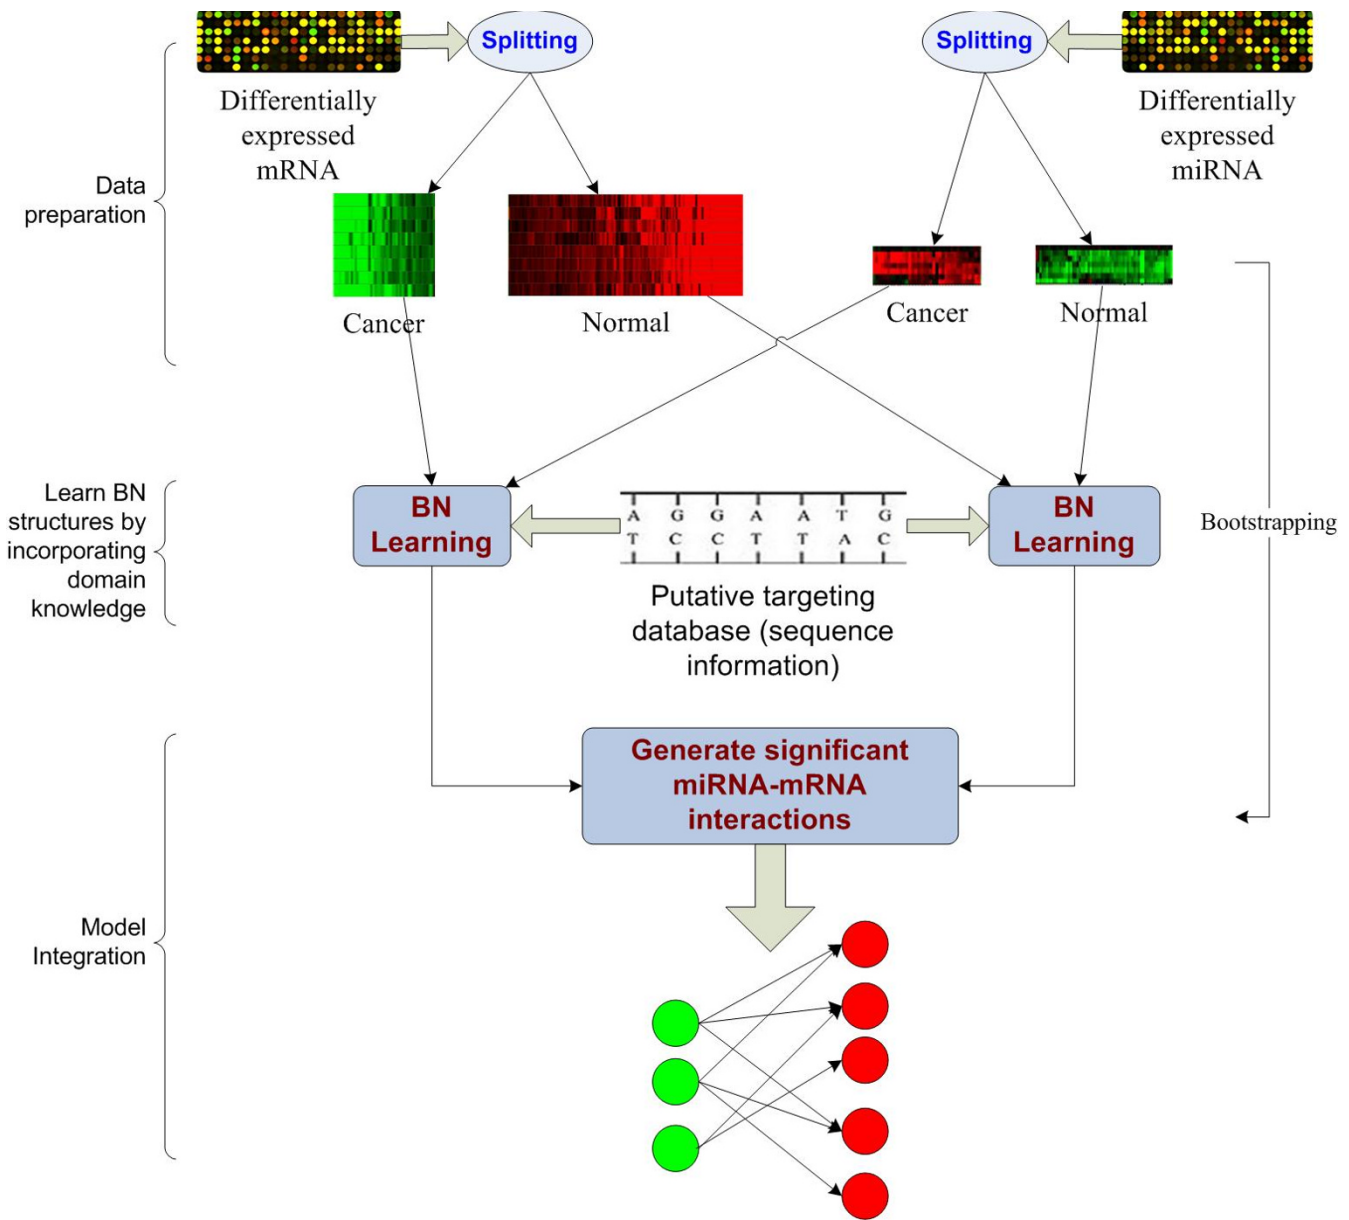 Splitting
Splitting
Differentially
expressed
mRNA
Differentially
expressed
miRNA
Data
preparation
Cancer
Normal
Cancer
Normal
Learn BN
structures by
incorporating
domain
knowledge
BN
Learning
A G G A A T G
T C C T T A C
BN
Learning
Bootstrapping
Putative targeting
database (sequence
information)
Generate significant
miRNA-mRNA
interactions
Model
Integration